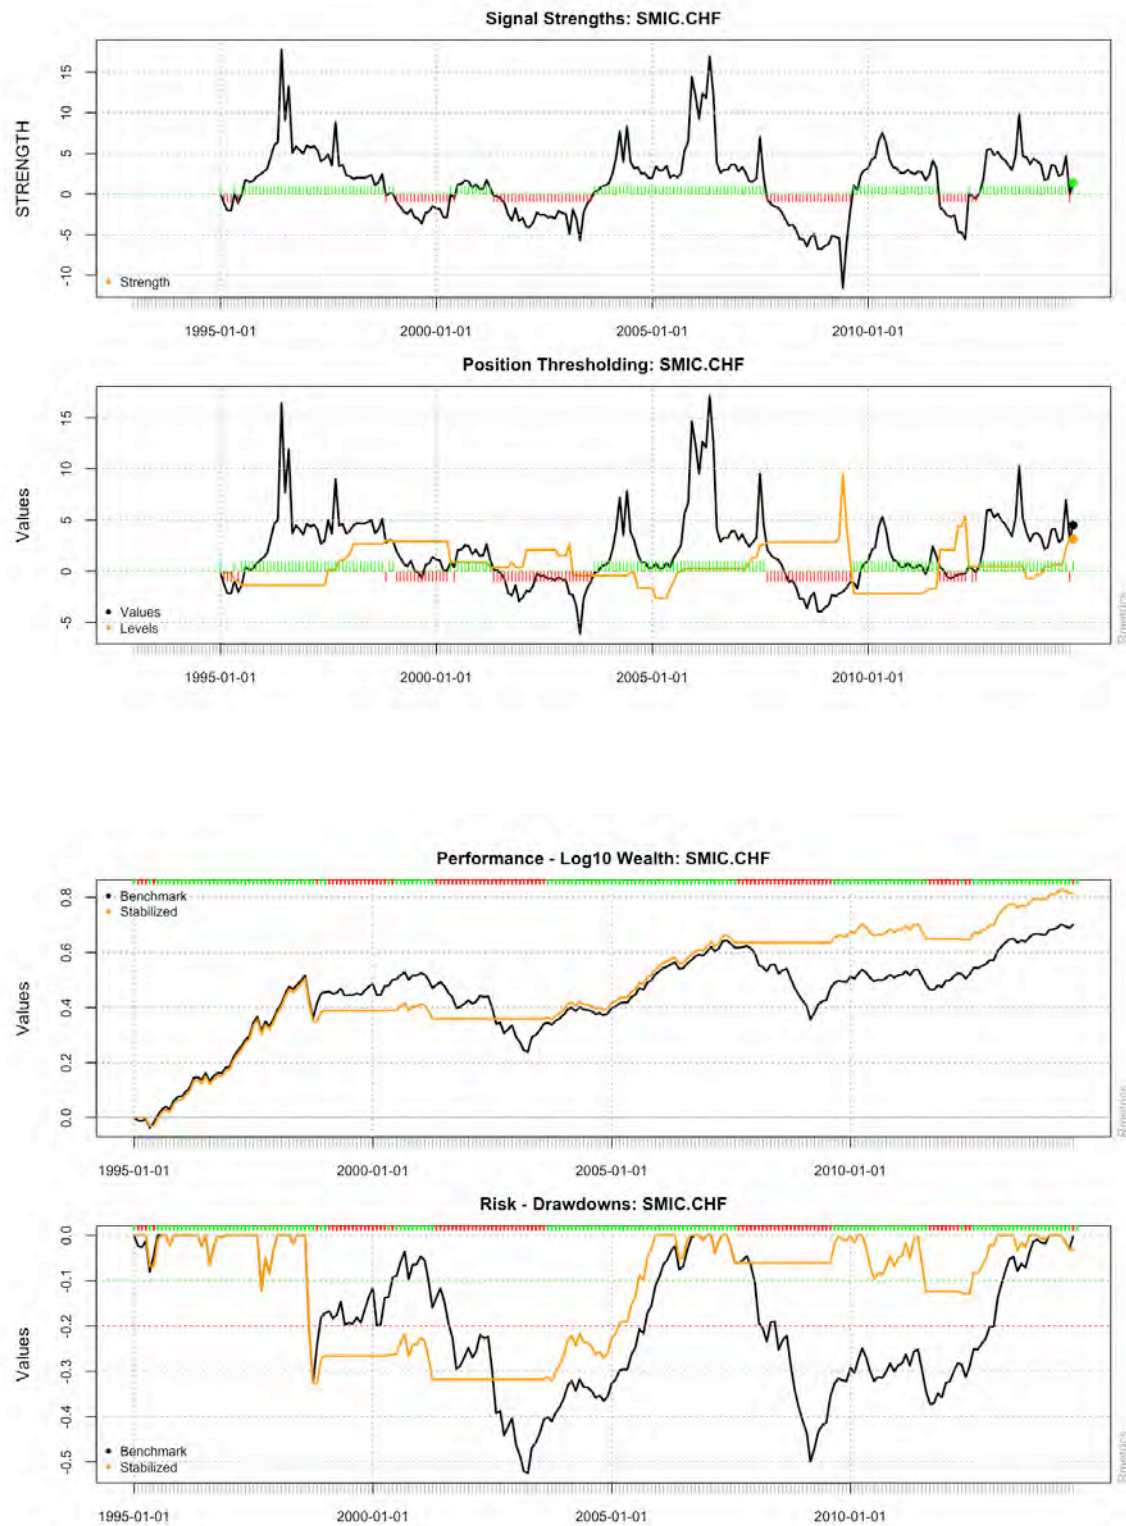 Signal Strengths: SMIC.CHF
STRENGTH
15
10
5
0
-5
-10
Strength
1995-01-01 2000-01-01 2005-01-01 2010-01-01
Position Thresholding: SMIC.CHF
Values
15
10
5
0
-5
Values
Levels
Rmetrics
1995-01-01 2000-01-01 2005-01-01 2010-01-01
Performance - Log10 Wealth: SMIC.CHF
Values
0.8
0.6
0.4
0.2
0.0
Benchmark
Stabilized
Rmetrics
1995-01-01 2000-01-01 2005-01-01 2010-01-01
Risk - Drawdowns: SMIC.CHF
Values
0.0
-0.1
-0.2
-0.3
-0.4
-0.5
Benchmark
Stabilized
Rmetrics
1995-01-01 2000-01-01 2005-01-01 2010-01-01